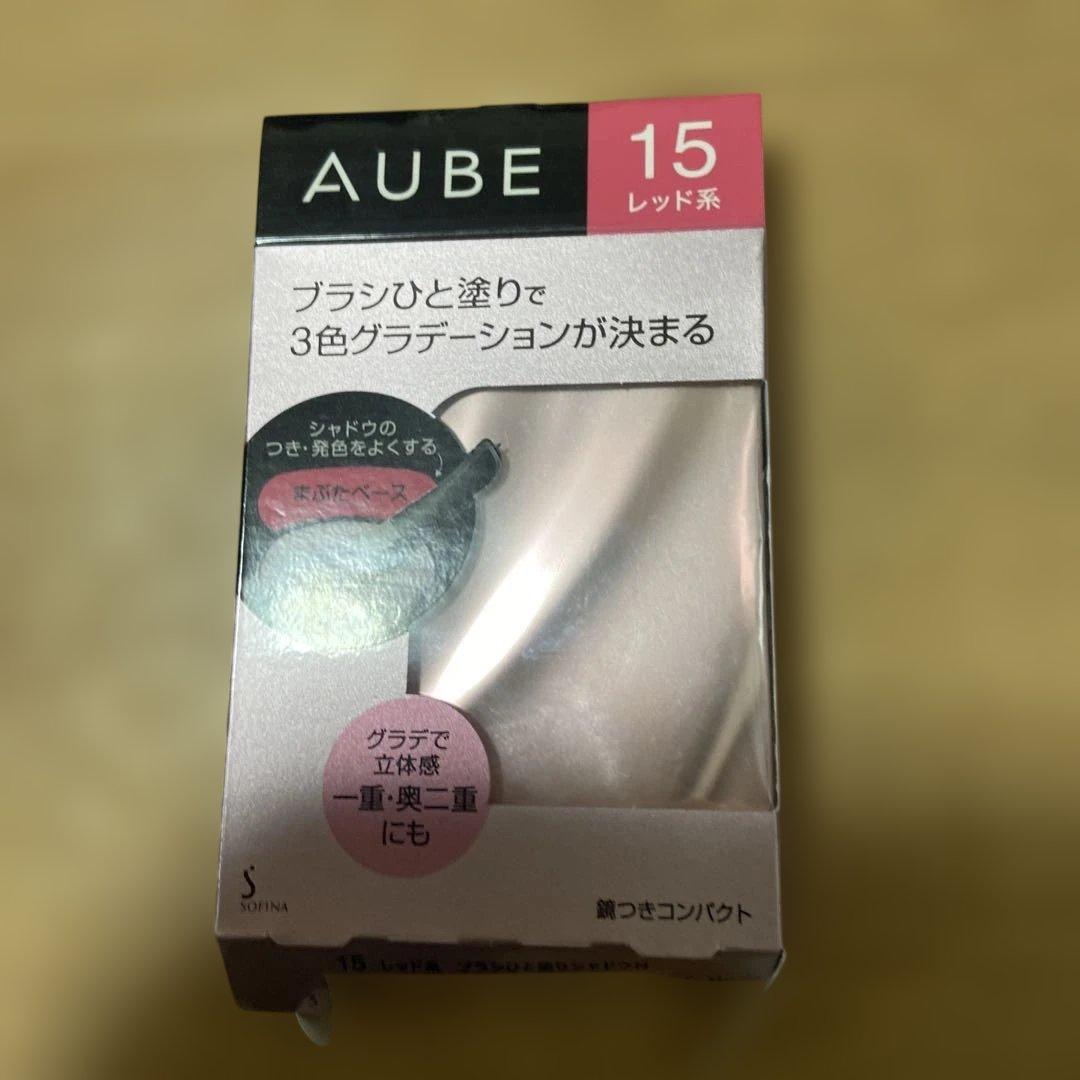 AUBE
15
レッド系
ブラシひと塗りで
3色グラデーションが決まる
シャドウの
つき・発色をよくする
まぶたベース
グラデで
立体感
一重・奥二重
にも
SOFINA
鏡つきコンパクト
15 レッド系 ブラシひと塗りシャドウN